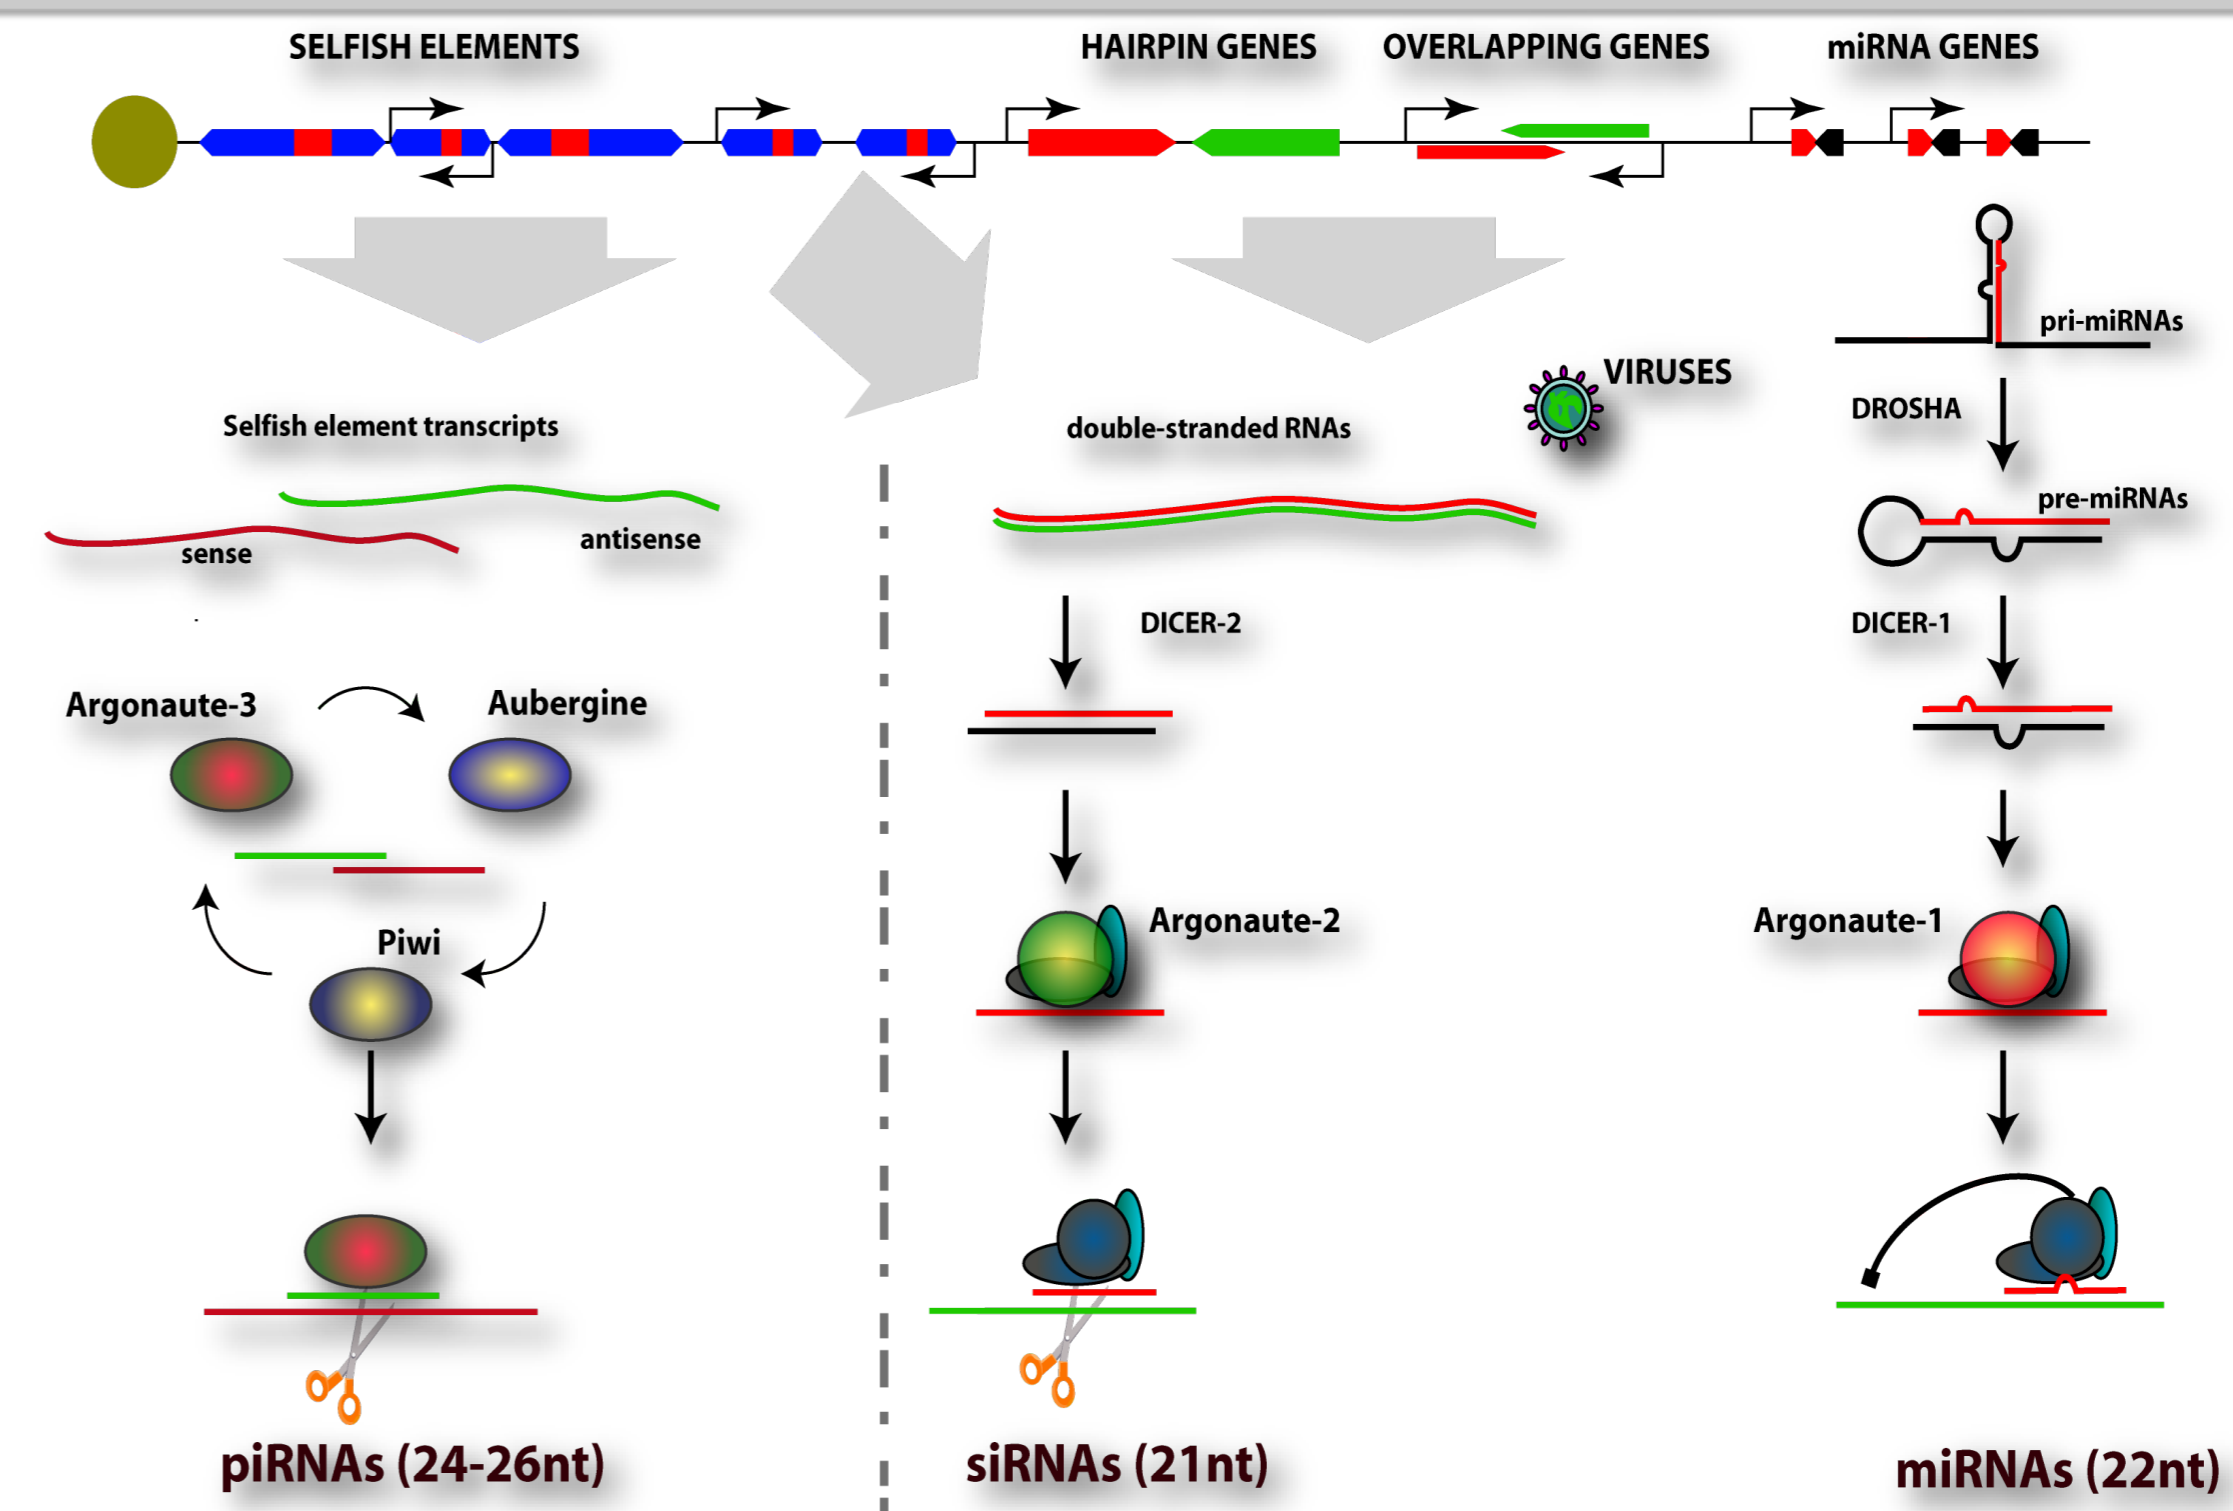 SELFISH ELEMENTS
HAIRPIN GENES
OVERLAPPING GENES
miRNA GENES
pri-miRNAs
VIRUSES
DROSHA
Selfish element transcripts
double-stranded RNAs
pre-miRNAs
antisense
sense
DICER-2
DICER-1
Argonaute-3
Aubergine
Argonaute-2
Argonaute-1
Piwi
piRNAs (24-26nt)
siRNAs (21nt)
miRNAs (22nt)